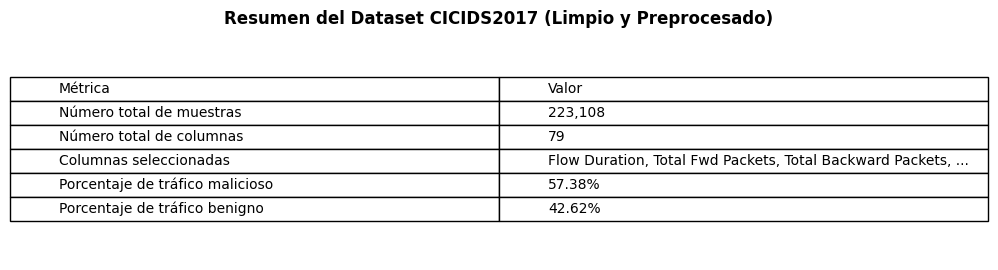 Resumen del Dataset CICIDS2017 (Limpio y Preprocesado)
Métrica Valor
Número total de muestras 223,108
Número total de columnas 79
Columnas seleccionadas Flow Duration, Total Fwd Packets, Total Backward Packets, ...
Porcentaje de tráfico malicioso 57.38%
Porcentaje de tráfico benigno 42.62%